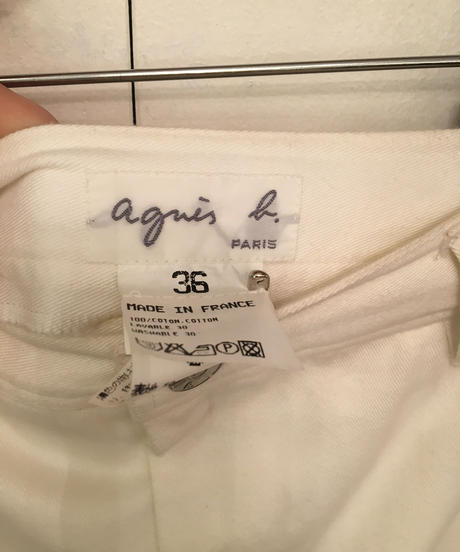 agnès b.
PARIS
36
MADE IN FRANCE
100/COTON.COTTON
LAVABLE 30
WASHABLE 30
P